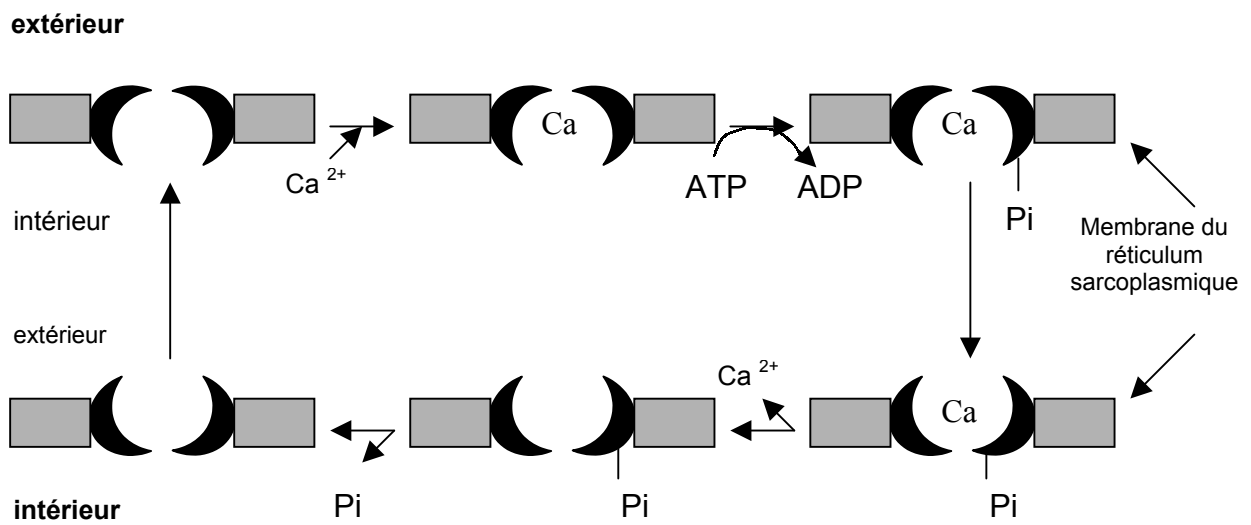 extérieur
Ca
Ca
Ca 2+
ATP
ADP
Pi
intérieur
Membrane du
réticulum
sarcoplasmique
extérieur
Ca 2+
Ca
Pi
Pi
Pi
intérieur